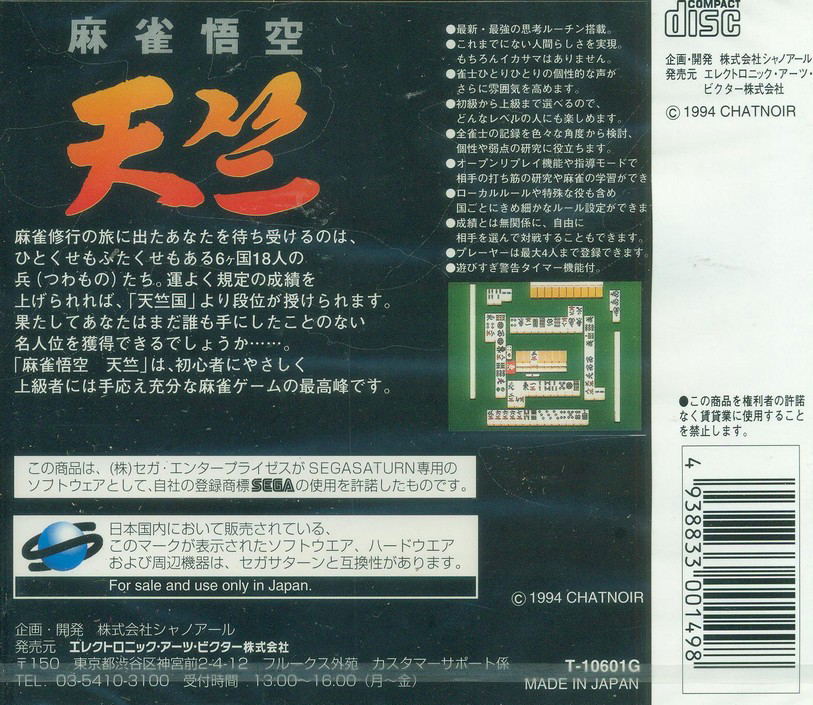 麻雀悟空
天竺
麻雀修行の旅に出たあなたを待ち受けるのは、
ひとくせもふたくせもある6ヶ国18人の
兵（つわもの）たち。運よく規定の成績を
上げられれば、「天竺国」より段位が授けられます。
果たしてあなたはまだ誰も手にしたことのない
名人位を獲得できるでしょうか……。
「麻雀悟空　天竺」は、初心者にやさしく
上級者には手応え充分な麻雀ゲームの最高峰です。
●最新・最強の思考ルーチン搭載。
●これまでにない人間らしさを実現。
もちろんイカサマはありません。
●雀士ひとりひとりの個性的な声が
さらに雰囲気を高めます。
●初級から上級まで選べるので、
どんなレベルの人にも楽しめます。
●全雀士の記録を色々な角度から検討、
個性や弱点の研究に役立ちます。
●オープンリプレイ機能や指導モードで
相手の打ち筋の研究や麻雀の学習ができ
●ローカルルールや特殊な役も含め
国ごとにきめ細かなルール設定ができま
●成績とは無関係に、自由に
相手を選んで対戦することもできます。
●プレーヤーは最大4人まで登録できます。
●遊びすぎ警告タイマー機能付。
この商品は、(株)セガ・エンタープライゼスがSEGASATURN専用の
ソフトウェアとして、自社の登録商標SEGAの使用を許諾したものです。
日本国内において販売されている、
このマークが表示されたソフトウエア、ハードウエア
および周辺機器は、セガサターンと互換性があります。
For sale and use only in Japan.
© 1994 CHATNOIR
企画・開発　株式会社シャノアール
発売元　エレクトロニック・アーツ・ビクター株式会社
〒150　東京都渋谷区神宮前2-4-12　フルークス外苑　カスタマーサポート係
TEL. 03-5410-3100　受付時間　13:00～16:00（月～金）
T-10601G
MADE IN JAPAN
COMPACT
disc
企画・開発　株式会社シャノアール
発売元　エレクトロニック・アーツ・
ビクター株式会社
© 1994 CHATNOIR
●この商品を権利者の許諾
なく賃貸業に使用すること
を禁止します。
4 938833 001498